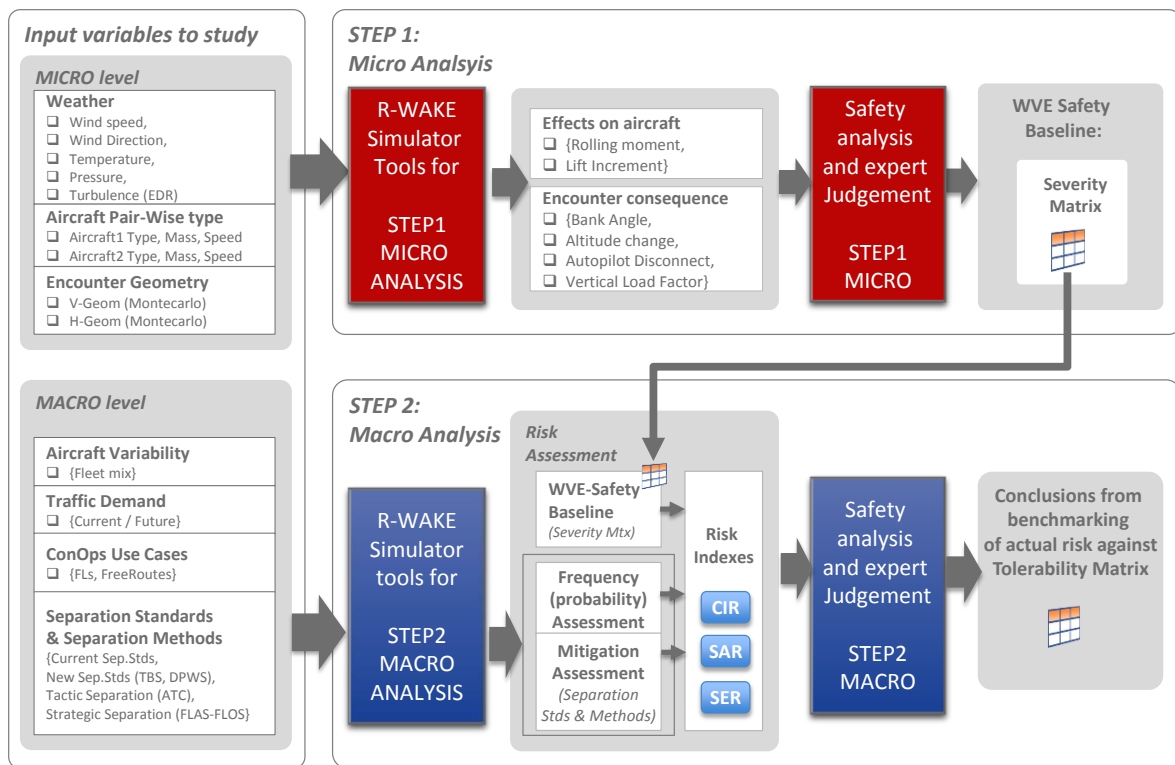 Input variables to study
MICRO level
Weather
❑ Wind speed,
❑ Wind Direction,
❑ Temperature,
❑ Pressure,
❑ Turbulence (EDR)
Aircraft Pair-Wise type
❑ Aircraft1 Type, Mass, Speed
❑ Aircraft2 Type, Mass, Speed
Encounter Geometry
❑ V-Geom (Montecarlo)
❑ H-Geom (Montecarlo)
MACRO level
Aircraft Variability
❑ {Fleet mix}
Traffic Demand
❑ {Current / Future}
ConOps Use Cases
❑ {FLs, FreeRoutes}
Separation Standards
& Separation Methods
{Current Sep.Stds,
New Sep.Stds (TBS, DPWS),
Tactic Separation (ATC),
Strategic Separation (FLAS-FLOS}
STEP 1:
Micro Analsyis
R-WAKE
Simulator
Tools for
STEP1
MICRO
ANALYSIS
Effects on aircraft
❑ {Rolling moment,
❑ Lift Increment}
Encounter consequence
❑ {Bank Angle,
❑ Altitude change,
❑ Autopilot Disconnect,
❑ Vertical Load Factor}
Safety
analysis
and expert
Judgement
STEP1
MICRO
WVE Safety
Baseline:
Severity
Matrix
STEP 2:
Macro Analysis
R-WAKE
Simulator
tools for
STEP2
MACRO
ANALYSIS
Risk
Assessment
WVE-Safety
Baseline
(Severity Mtx)
Frequency
(probability)
Assessment
Mitigation
Assessment
(Separation
Stds & Methods)
Risk
Indexes
CIR
SAR
SER
Safety
analysis
and expert
Judgement
STEP2
MACRO
Conclusions from
benchmarking
of actual risk against
Tolerability Matrix